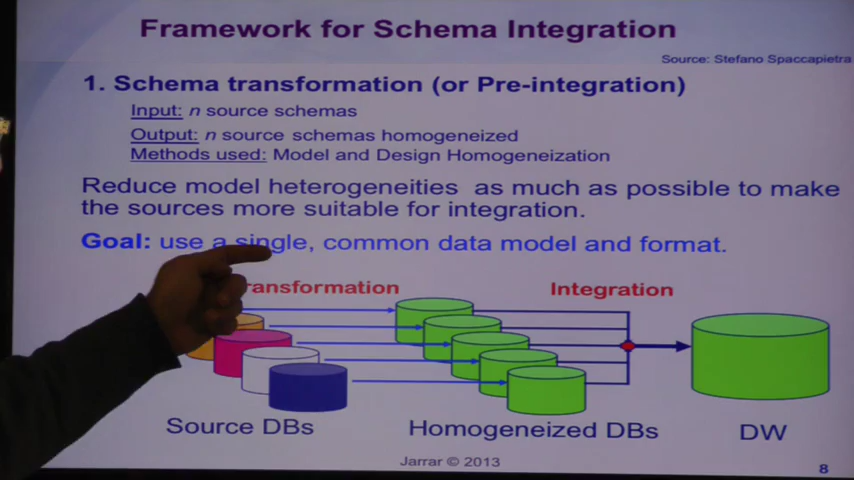 Framework for Schema Integration
Source: Stefano Spaccapietra
1. Schema transformation (or Pre-integration)
Input: n source schemas
Output: n source schemas homogeneized
Methods used: Model and Design Homogeneization
Reduce model heterogeneities as much as possible to make
the sources more suitable for integration.
Goal: use a single, common data model and format.
ransformation Integration
Source DBs Homogeneized DBs DW
Jarrar © 2013
8